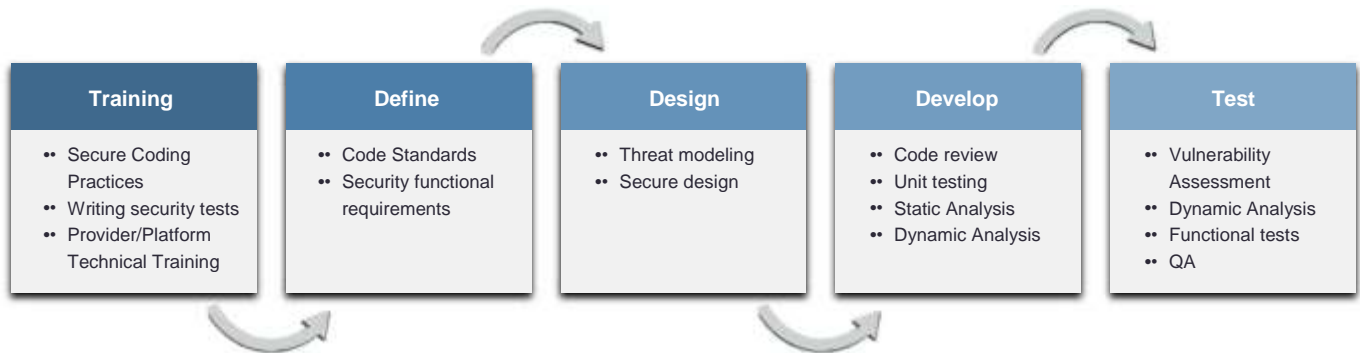 Training
•• Secure Coding
Practices
•• Writing security tests
•• Provider/Platform
Technical Training
Define
•• Code Standards
•• Security functional
requirements
Design
•• Threat modeling
•• Secure design
Develop
•• Code review
•• Unit testing
•• Static Analysis
•• Dynamic Analysis
Test
•• Vulnerability
Assessment
•• Dynamic Analysis
•• Functional tests
•• QA